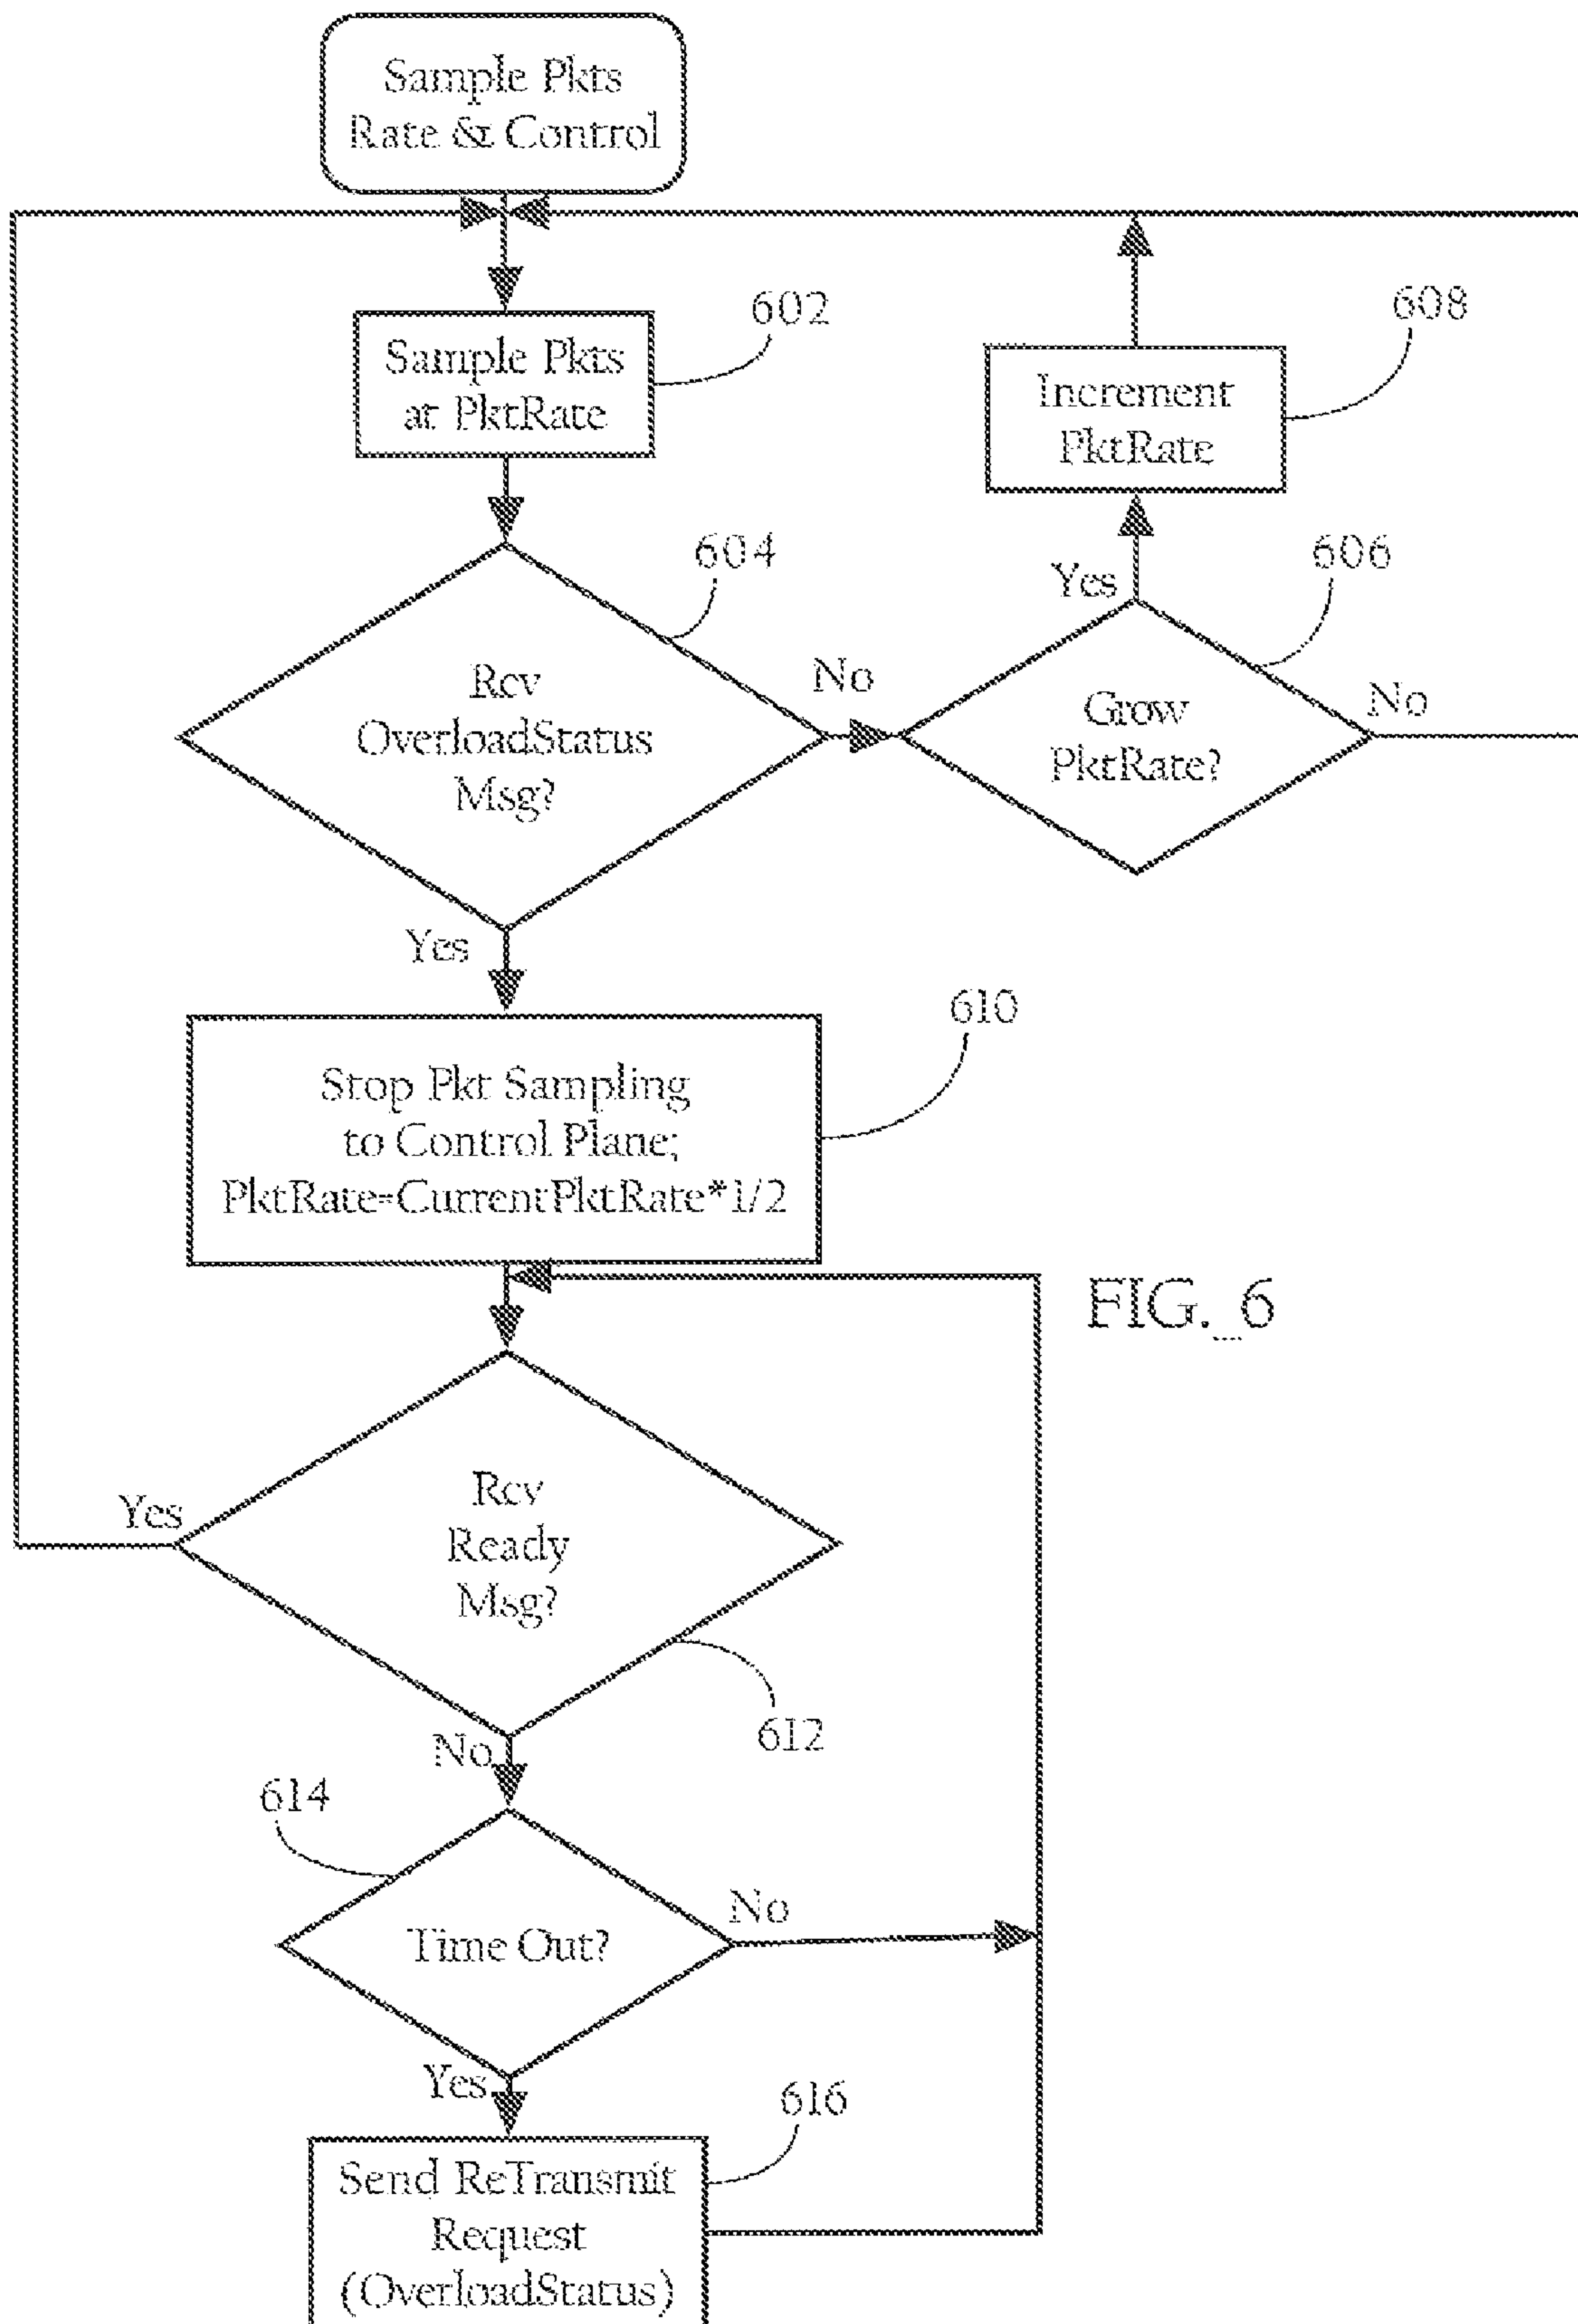 Sample Pkts
Rate & Control
602
608
Sample Pkts
at PktRate
Increment
PktRate
604
606
Yes
Rcv
OverloadStatus
Msg?
No
Grow
PktRate?
No
Yes
610
Stop Pkt Sampling
to Control Plane;
PktRate=CurrentPktRate*1/2
FIG._6
Yes
Rcv
Ready
Msg?
612
No
614
Time Out?
No
Yes
616
Send ReTransmit
Request
(OverloadStatus)